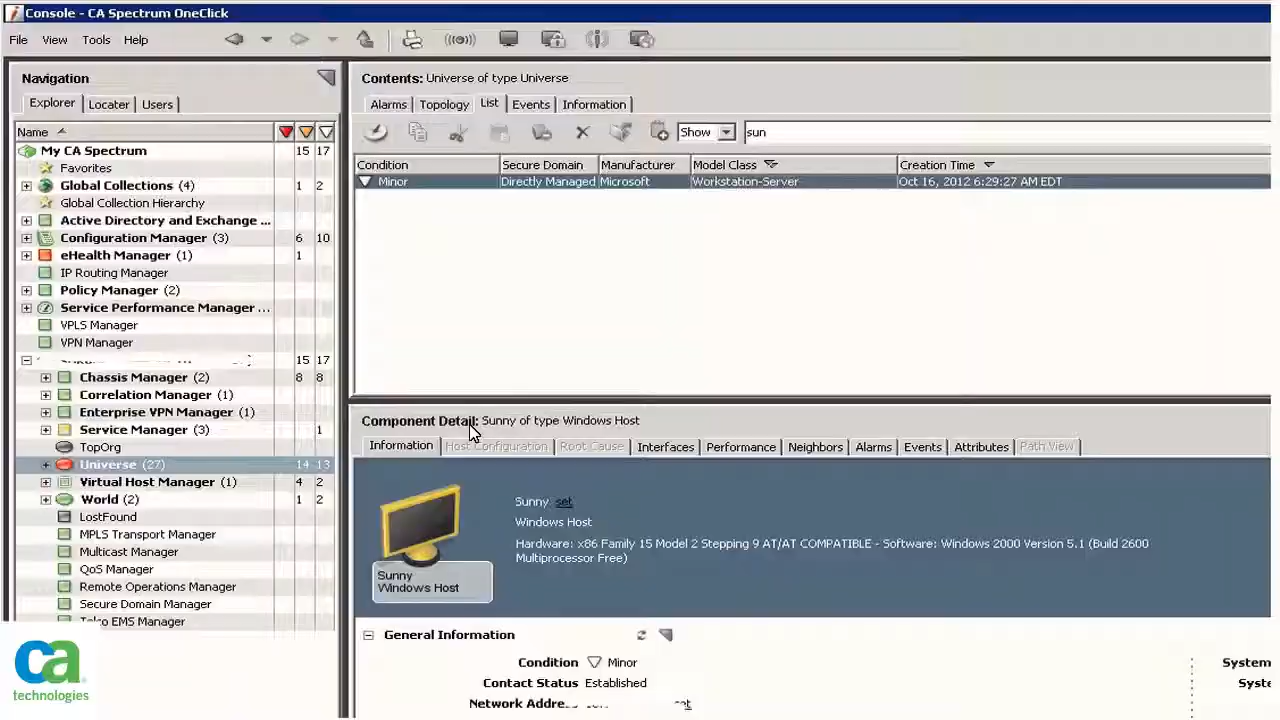 Console - CA Spectrum OneClick
File View Tools Help
Navigation
Explorer Locater Users
Name
My CA Spectrum 15 17
Favorites
Global Collections (4) 1 2
Global Collection Hierarchy
Active Directory and Exchange ...
Configuration Manager (3) 6 10
eHealth Manager (1) 1
IP Routing Manager
Policy Manager (2)
Service Performance Manager ...
VPLS Manager
VPN Manager
15 17
Chassis Manager (2) 8 8
Correlation Manager (1)
Enterprise VPN Manager (1)
Service Manager (3) 1
TopOrg
Universe (27) 14 13
Virtual Host Manager (1) 4 2
World (2) 1 2
LostFound
MPLS Transport Manager
Multicast Manager
QoS Manager
Remote Operations Manager
Secure Domain Manager
EMS Manager
ca
technologies
Contents: Universe of type Universe
Alarms Topology List Events Information
Show sun
Condition Secure Domain Manufacturer Model Class Creation Time
Minor Directly Managed Microsoft Workstation-Server Oct 16, 2012 6:29:27 AM EDT
Component Detail: Sunny of type Windows Host
Information Host Configuration Root Cause Interfaces Performance Neighbors Alarms Events Attributes Path View
Sunny set
Windows Host
Hardware: x86 Family 15 Model 2 Stepping 9 AT/AT COMPATIBLE - Software: Windows 2000 Version 5.1 (Build 2600
Multiprocessor Free)
Sunny
Windows Host
General Information
Condition Minor System
Contact Status Established Syste
Network Addre